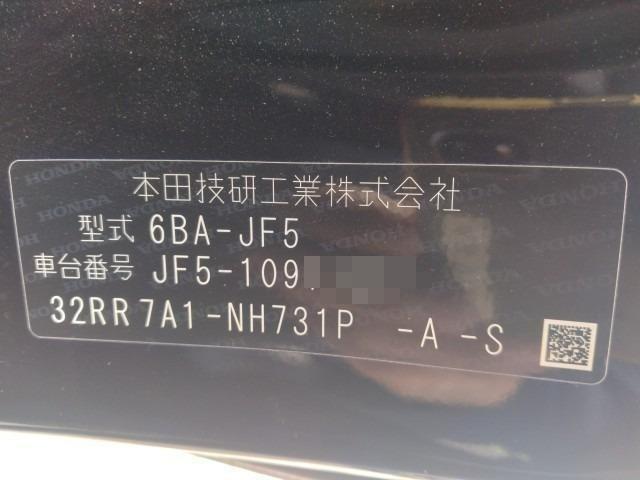 本田技研工業株式会社
型式 6BA-JF5
車台番号 JF5-109
32RR7A1-NH731P -A -S